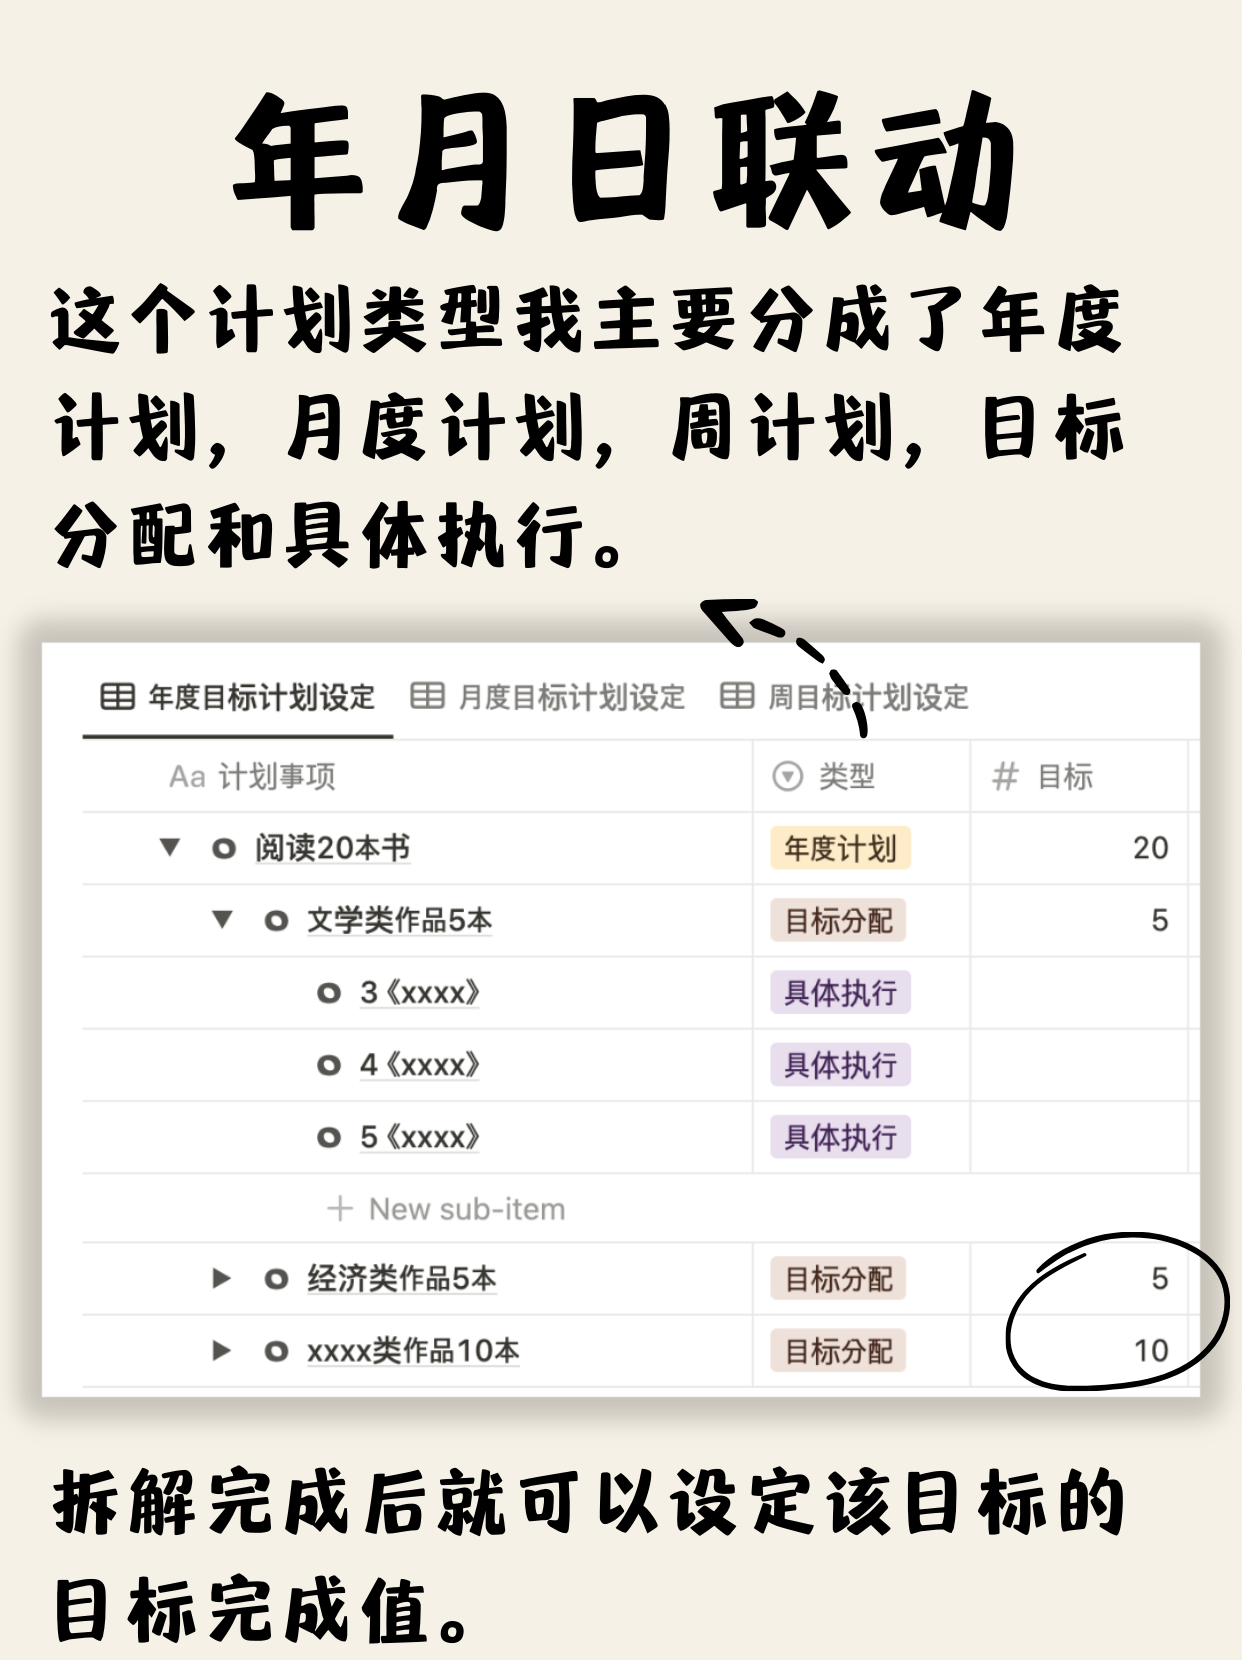 年月日联动
这个计划类型我主要分成了年度
计划，月度计划，周计划，目标
分配和具体执行。
年度目标计划设定 月度目标计划设定 周目标计划设定
Aa 计划事项 类型 # 目标
阅读20本书 年度计划 20
文学类作品5本 目标分配 5
3《xxxx》 具体执行
4《xxxx》 具体执行
5《xxxx》 具体执行
+ New sub-item
经济类作品5本 目标分配 5
xxxx类作品10本 目标分配 10
拆解完成后就可以设定该目标的
目标完成值。